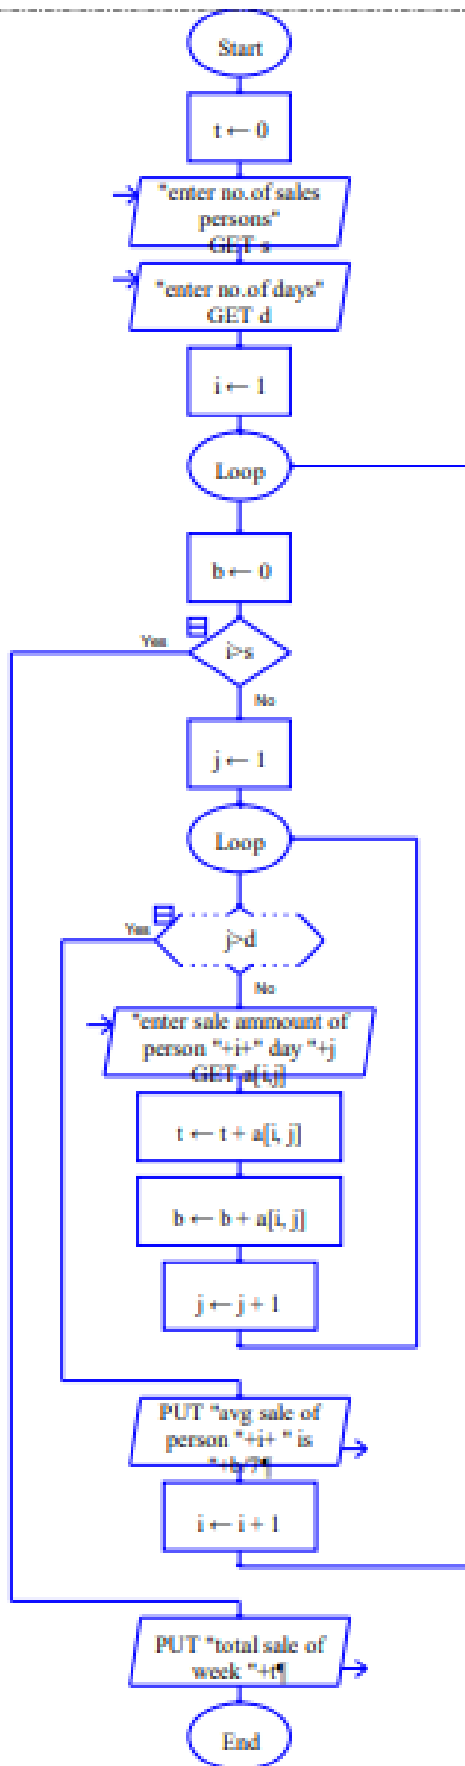 Start
t ← 0
"enter no.of sales
persons"
GET s
"enter no.of days"
GET d
i ← 1
Loop
b ← 0
Yes
i>s
No
j ← 1
Loop
Yes
j>d
No
"enter sale ammount of
person "+i+" day "+j
GET a[i,j]
t ← t + a[i, j]
b ← b + a[i, j]
j ← j + 1
PUT "avg sale of
person "+i+ " is
"+b/7¶
i ← i + 1
PUT "total sale of
week "+t¶
End